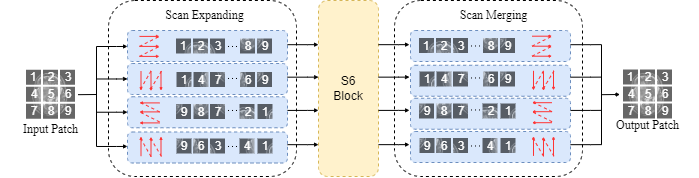 Scan Expanding
Scan Merging
1 2 3 ··· 8 9
1 4 7 ··· 6 9
9 8 7 ··· 2 1
9 6 3 ··· 4 1
S6
Block
1 2 3 ··· 8 9
1 4 7 ··· 6 9
9 8 7 ··· 2 1
9 6 3 ··· 4 1
1 2 3
4 5 6
7 8 9
Input Patch
1 2 3
4 5 6
7 8 9
Output Patch